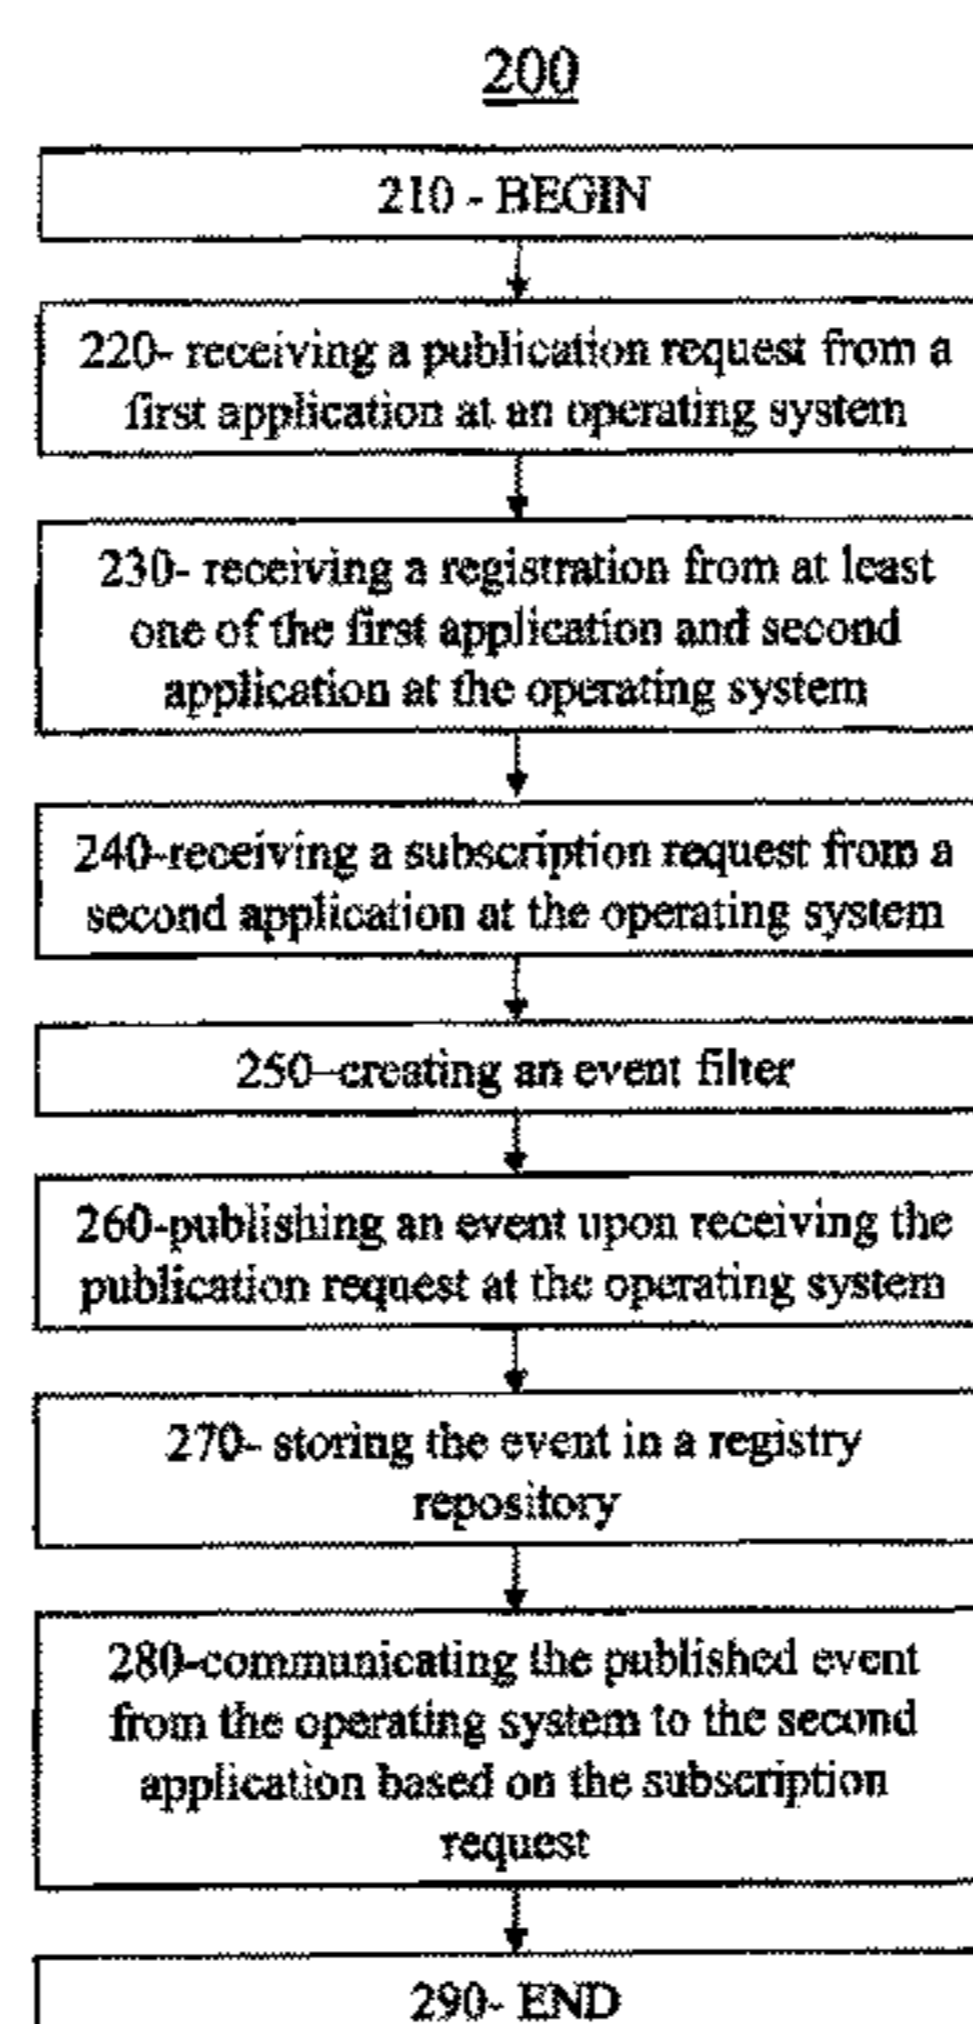 200
210 - BEGIN
220- receiving a publication request from a
first application at an operating system
230- receiving a registration from at least
one of the first application and second
application at the operating system
240-receiving a subscription request from a
second application at the operating system
250-creating an event filter
260-publishing an event upon receiving the
publication request at the operating system
270- storing the event in a registry
repository
280-communicating the published event
from the operating system to the second
application based on the subscription
request
290- END